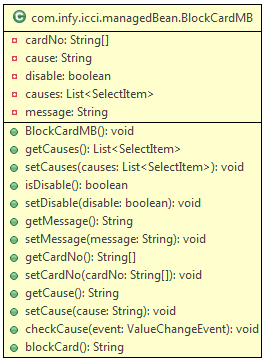 com.infy.icci.managedBean.BlockCardMB
cardNo: String[]
cause: String
disable: boolean
causes: List<SelectItem>
message: String
BlockCardMB(): void
getCauses(): List<SelectItem>
setCauses(causes: List<SelectItem>): void
isDisable(): boolean
setDisable(disable: boolean): void
getMessage(): String
setMessage(message: String): void
getCardNo(): String[]
setCardNo(cardNo: String[]): void
getCause(): String
setCause(cause: String): void
checkCause(event: ValueChangeEvent): void
blockCard(): String